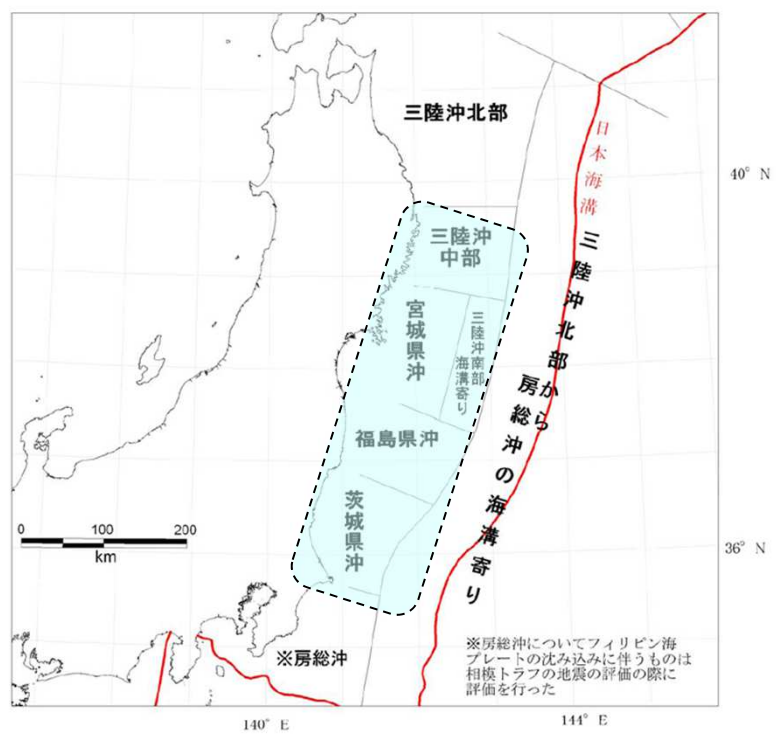 三陸沖北部
40° N
日本海溝
三陸沖
中部
三陸沖北部から
房総沖の海溝寄り
宮城県沖
三陸沖南部
海溝寄り
福島県沖
茨城県沖
0 100 200
km
36° N
※房総沖
※房総沖についてフィリピン海
プレートの沈み込みに伴うものは
相模トラフの地震の評価の際に
評価を行った
140° E
144° E